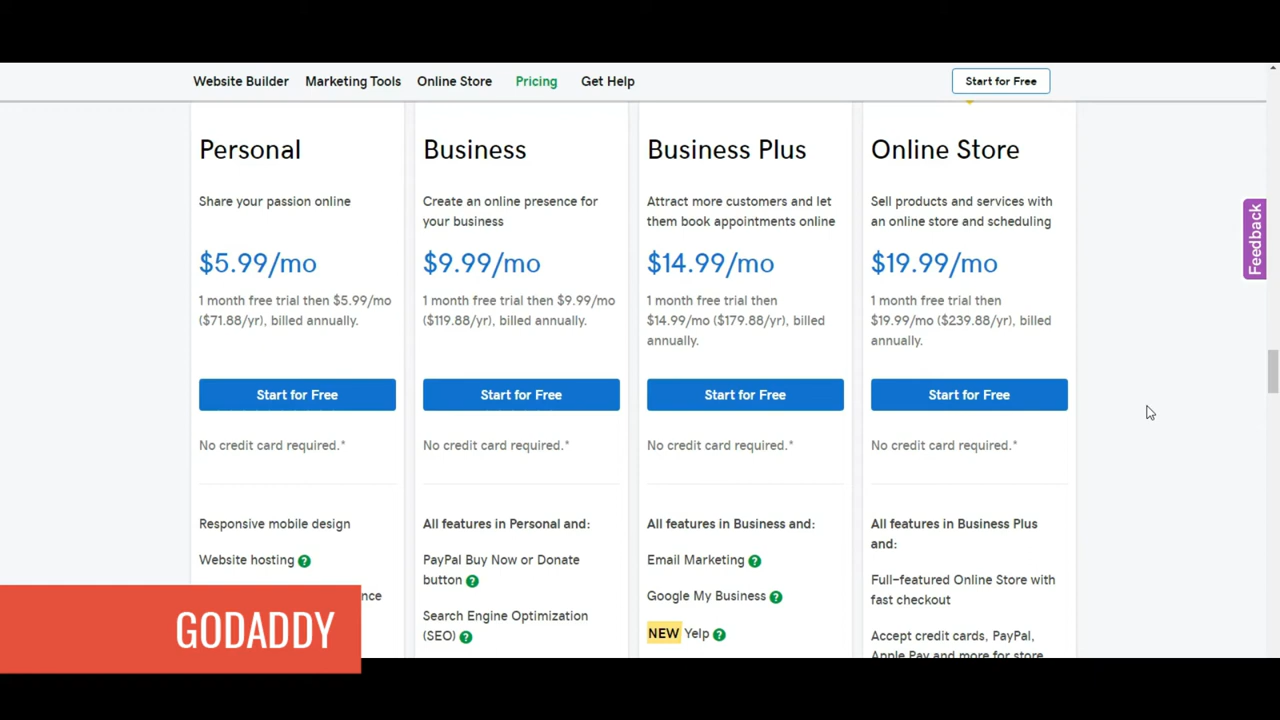 Website Builder Marketing Tools Online Store Pricing Get Help Start for Free
Personal
Share your passion online
$5.99/mo
1 month free trial then $5.99/mo
($71.88/yr), billed annually.
Start for Free
No credit card required.*
Responsive mobile design
Website hosting ?
ce
Business
Create an online presence for
your business
$9.99/mo
1 month free trial then $9.99/mo
($119.88/yr), billed annually.
Start for Free
No credit card required.*
All features in Personal and:
PayPal Buy Now or Donate
button ?
Search Engine Optimization
(SEO) ?
Business Plus
Attract more customers and let
them book appointments online
$14.99/mo
1 month free trial then
$14.99/mo ($179.88/yr), billed
annually.
Start for Free
No credit card required.*
All features in Business and:
Email Marketing ?
Google My Business ?
NEW Yelp ?
Online Store
Sell products and services with
an online store and scheduling
$19.99/mo
1 month free trial then
$19.99/mo ($239.88/yr), billed
annually.
Start for Free
No credit card required.*
All features in Business Plus
and:
Full-featured Online Store with
fast checkout
Accept credit cards, PayPal,
Apple Pay and more for store
Feedback
GODADDY